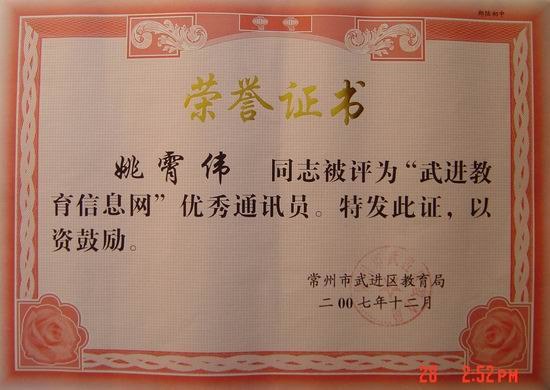 荣誉证书
姚霄伟 同志被评为“武进教
育信息网”优秀通讯员。特发此证，以
资鼓励。
常州市武进区教育局
二00七年十二月
28 2:52PM